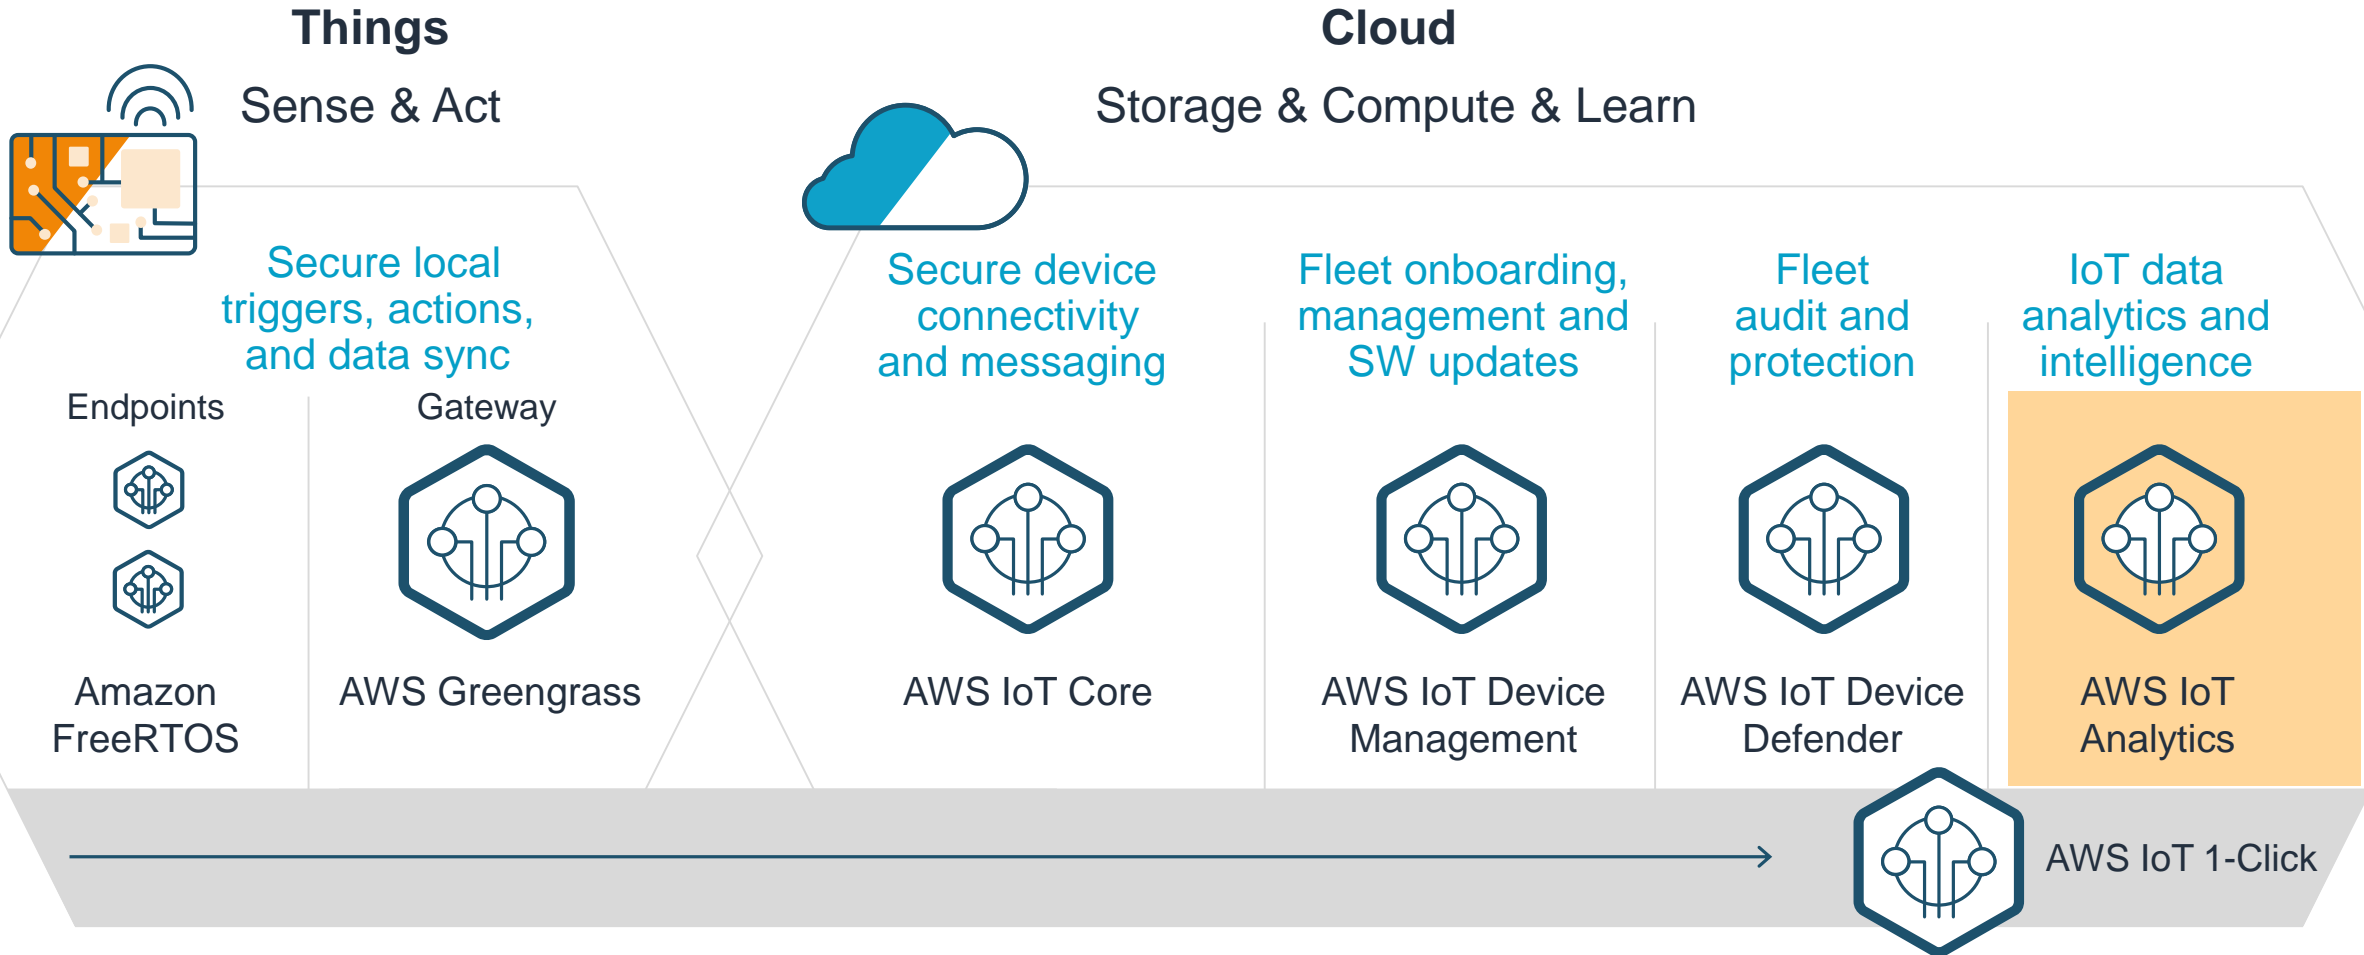 Things
Sense & Act
Secure local
triggers, actions,
and data sync
Endpoints
Gateway
Amazon
FreeRTOS
AWS Greengrass
Cloud
Storage & Compute & Learn
Secure device
connectivity
and messaging
AWS IoT Core
Fleet onboarding,
management and
SW updates
AWS IoT Device
Management
Fleet
audit and
protection
AWS IoT Device
Defender
IoT data
analytics and
intelligence
AWS IoT
Analytics
AWS IoT 1-Click